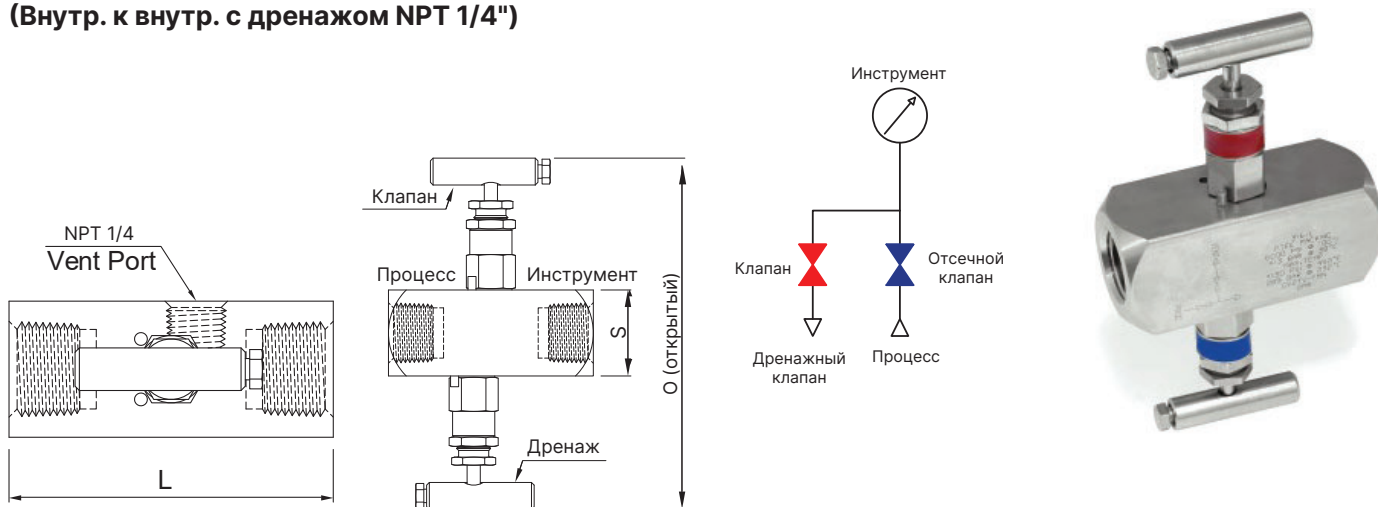 (Внутр. к внутр. с дренажом NPT 1/4")
NPT 1/4
Vent Port
L
Клапан
Процесс
Инструмент
S
O (открытый)
Дренаж
Инструмент
Клапан
Отсечной
клапан
Дренажный
клапан
Процесс